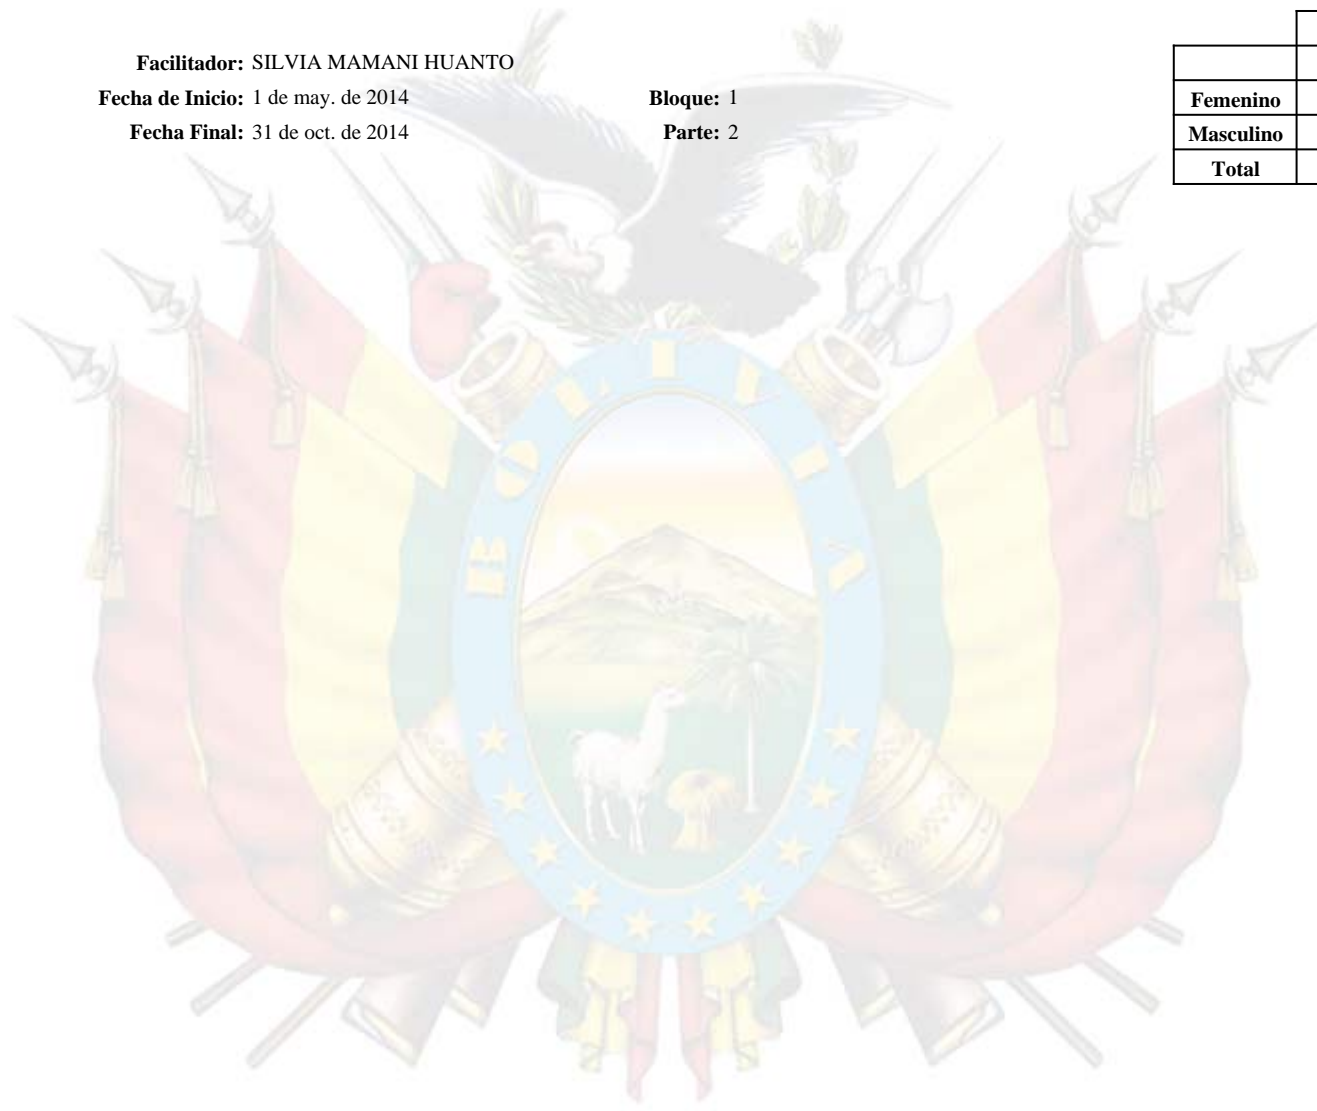 Facilitador: SILVIA MAMANI HUANTO
Fecha de Inicio: 1 de may. de 2014
Bloque: 1
Fecha Final: 31 de oct. de 2014
Parte: 2
Femenino
Masculino
Total
BOLIVIA